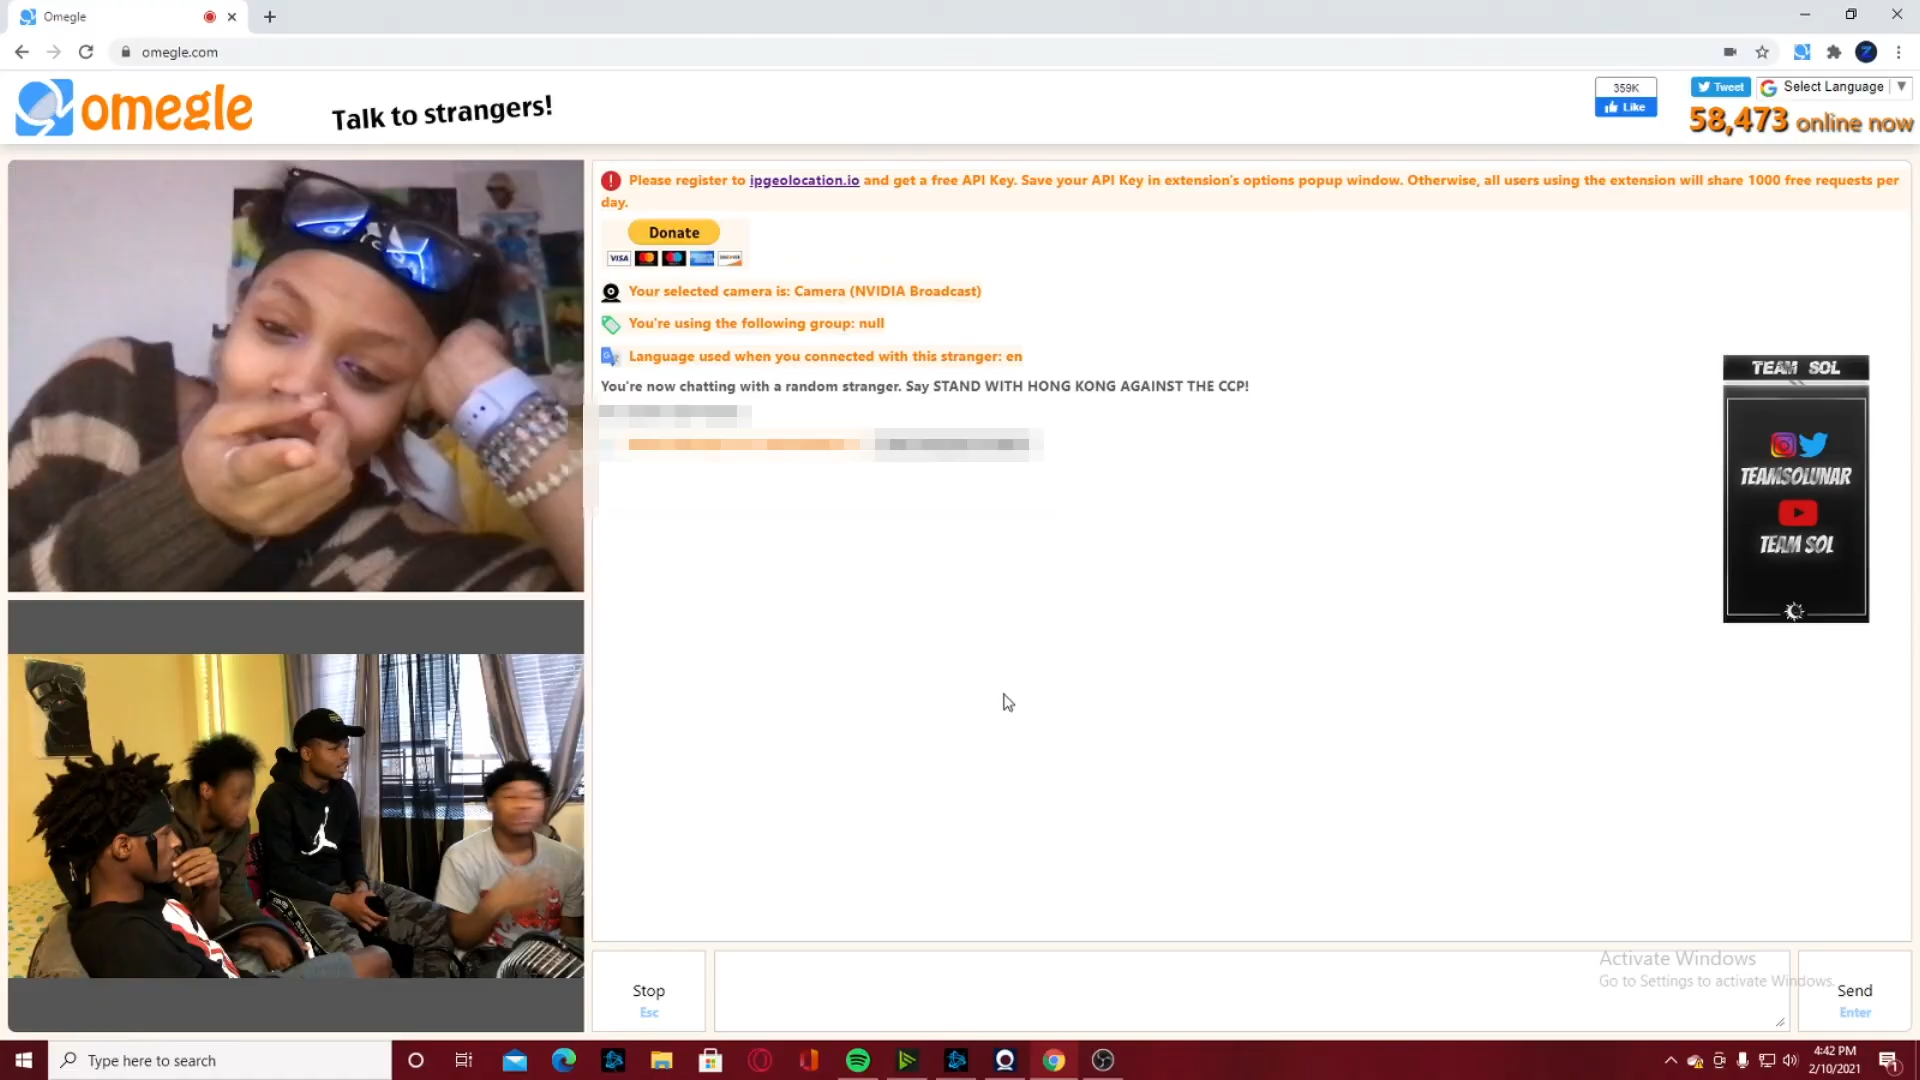 Omegle
omegle.com
omegle
Talk to strangers!
359K
Like
Tweet
Select Language
58,473 online now
Please register to ipgeolocation.io and get a free API Key. Save your API Key in extension's options popup window. Otherwise, all users using the extension will share 1000 free requests per
day.
Donate
VISA
Your selected camera is: Camera (NVIDIA Broadcast)
You're using the following group: null
Language used when you connected with this stranger: en
You're now chatting with a random stranger. Say STAND WITH HONG KONG AGAINST THE CCP!
TEAM SOL
TEAMSOLUNAR
TEAM SOL
Stop
Esc
Activate Windows
Go to Settings to activate Windows.
Send
Enter
Type here to search
4:42 PM
2/10/2021